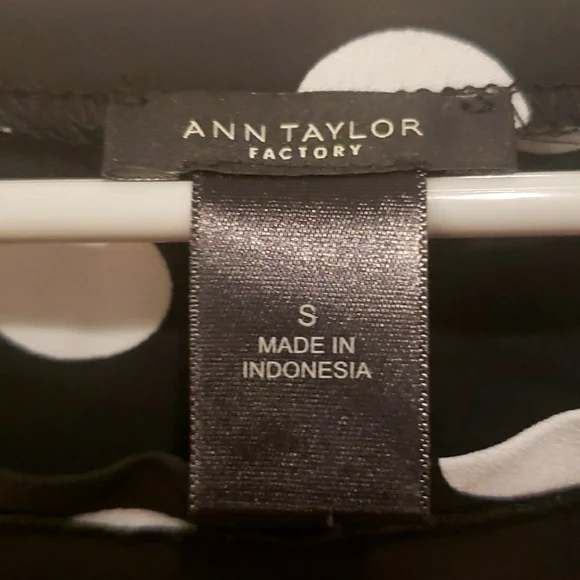 ANN TAYLOR
FACTORY
S
MADE IN
INDONESIA